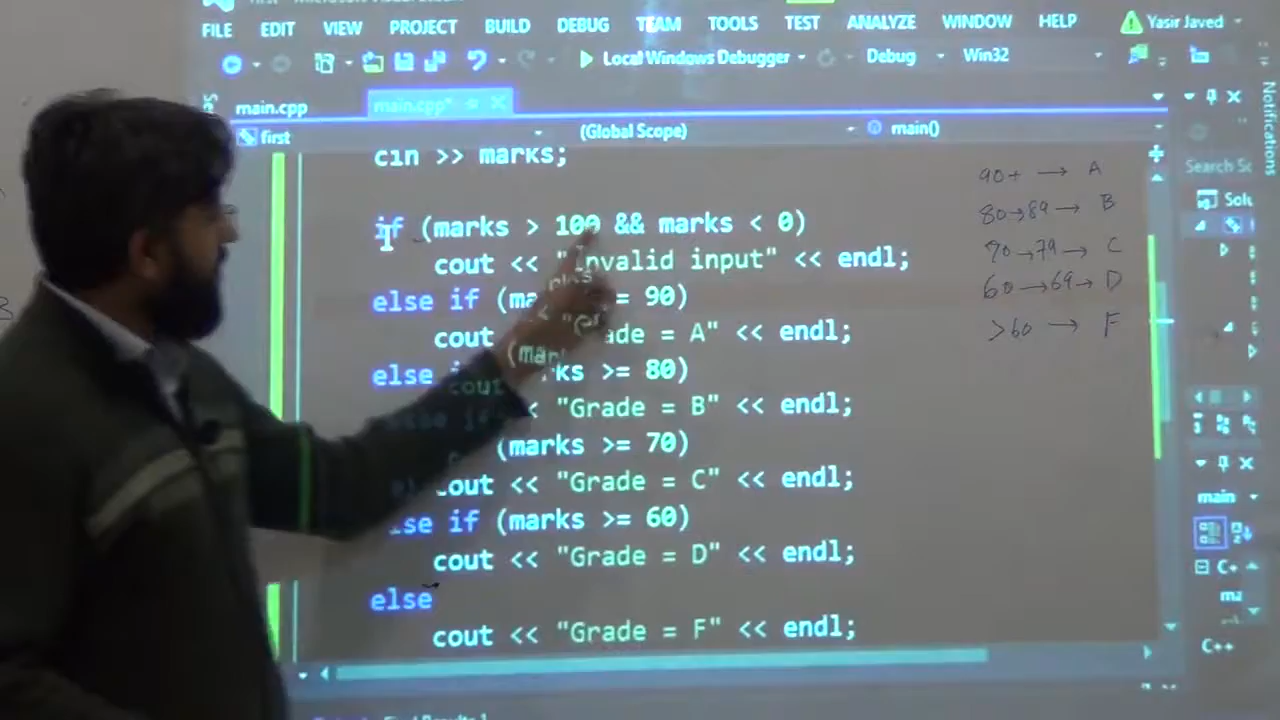 FILE EDIT VIEW PROJECT BUILD DEBUG TEAM TOOLS TEST ANALYZE WINDOW HELP Yasir Javed
Local Windows Debugger Debug Win32
main.cpp main.cpp*
first (Global Scope) main()
Notifications
cin >> marks;
if (marks > 100 && marks < 0)
cout << "Invalid input" << endl;
else if = 90)
cout "Grade = A" << endl;
else >= 80)
cout "Grade = B" << endl;
(marks >= 70)
cout << "Grade = C" << endl;
else if (marks >= 60)
cout << "Grade = D" << endl;
else
cout << "Grade = F" << endl;
90+ → A
80→89→ B
70→79→ C
60→69→ D
>60 → F
Search
main
C++